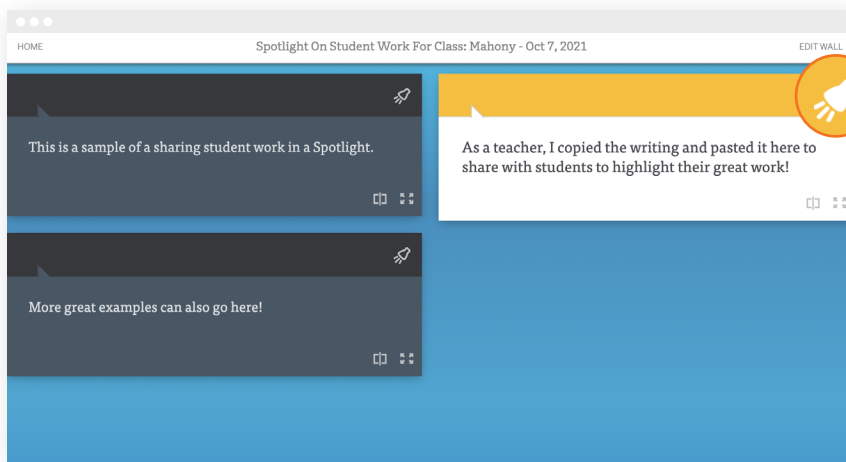 HOME
Spotlight On Student Work For Class: Mahony - Oct 7, 2021
EDIT WALL
This is a sample of a sharing student work in a Spotlight.
As a teacher, I copied the writing and pasted it here to
share with students to highlight their great work!
More great examples can also go here!